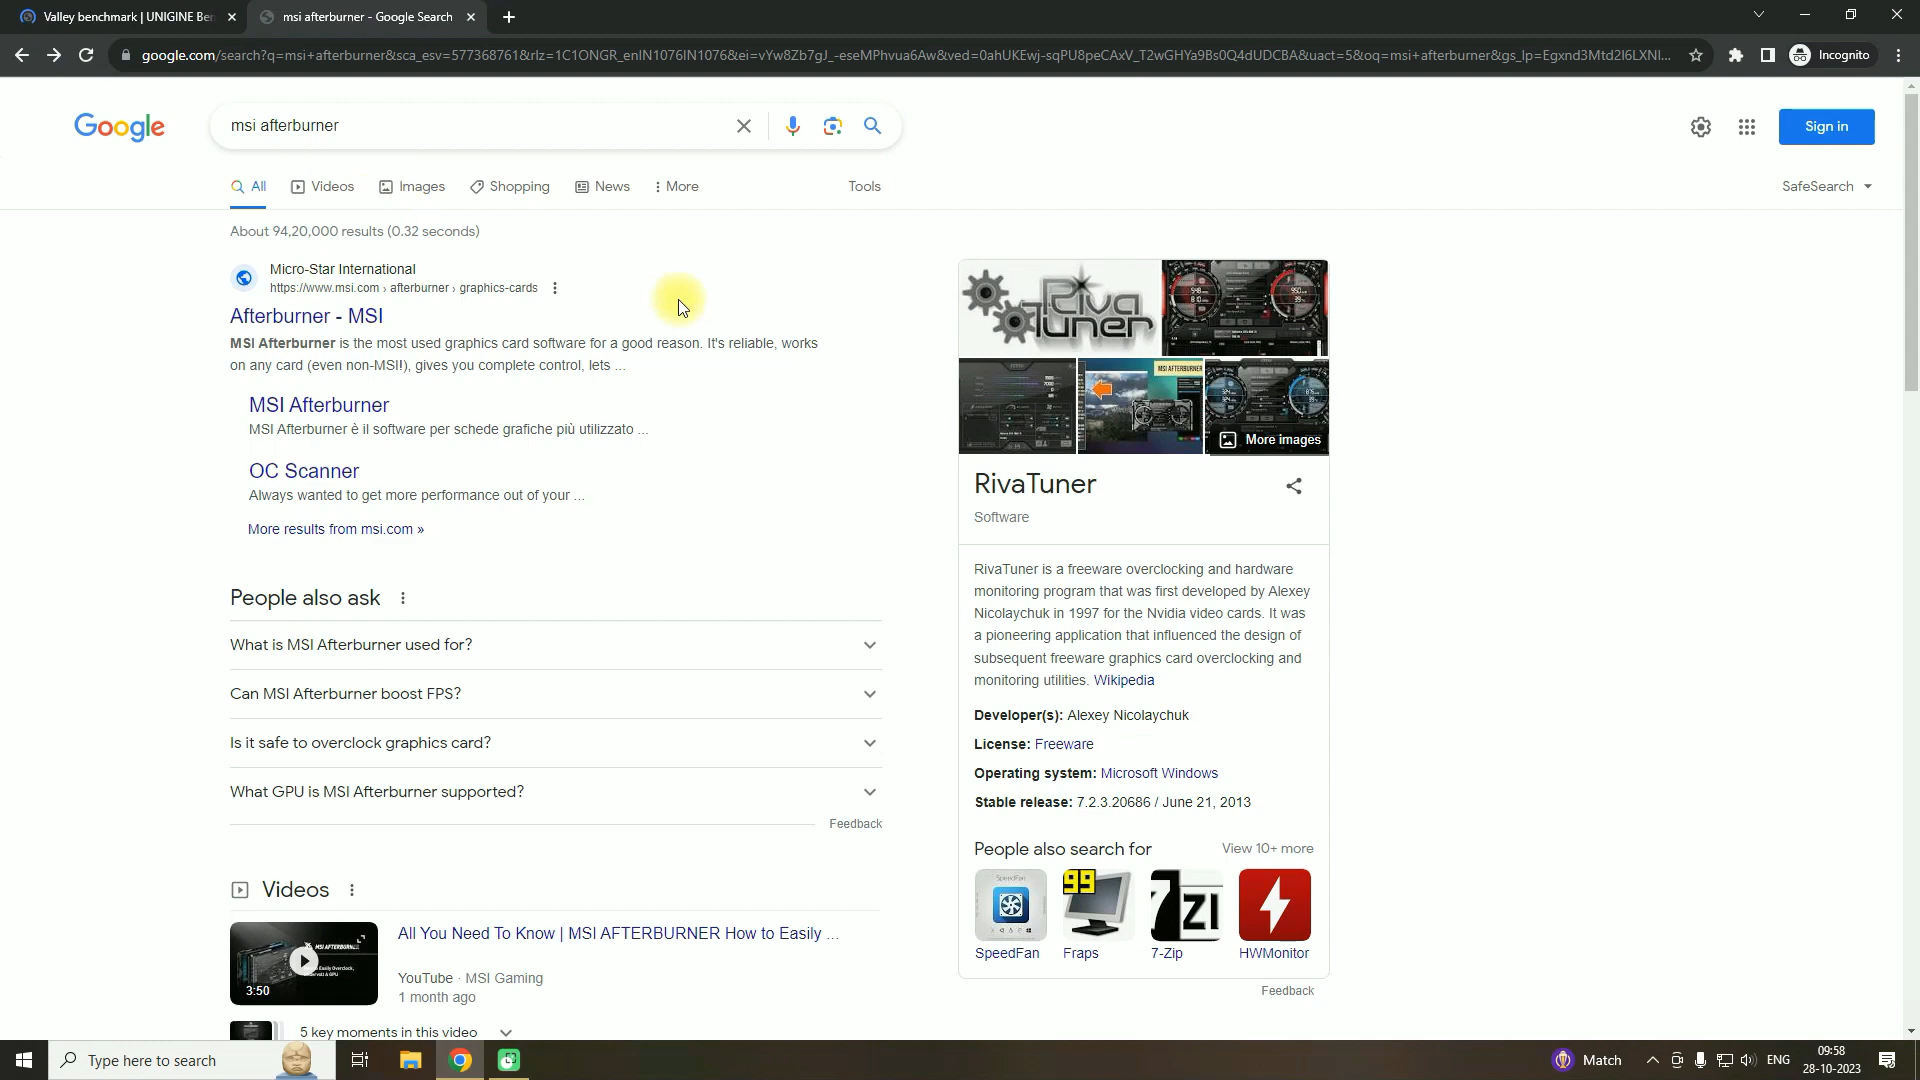 Valley benchmark | UNIGINE Ben
msi afterburner - Google Search
google.com/search?q=msi+afterburner&sca_esv=577368761&rlz=1C1ONGR_enIN1076IN1076&ei=vYw8Zb7gJ_-eseMPhvua6Aw&ved=0ahUKEwj-sqPU8peCAxV_T2wGHYa9Bs0Q4dUDCBA&uact=5&oq=msi+afterburner&gs_lp=Egxnd3Mtd2l6LXNl...
Incognito
Google
msi afterburner
Sign in
All
Videos
Images
Shopping
News
More
Tools
SafeSearch
About 94,20,000 results (0.32 seconds)
Micro-Star International
https://www.msi.com › afterburner › graphics-cards
Afterburner - MSI
MSI Afterburner is the most used graphics card software for a good reason. It's reliable, works
on any card (even non-MSI!), gives you complete control, lets ...
MSI Afterburner
MSI Afterburner è il software per schede grafiche più utilizzato ...
OC Scanner
Always wanted to get more performance out of your ...
More results from msi.com »
People also ask
What is MSI Afterburner used for?
Can MSI Afterburner boost FPS?
Is it safe to overclock graphics card?
What GPU is MSI Afterburner supported?
Feedback
Videos
MSI AFTERBURNER
3:50
All You Need To Know | MSI AFTERBURNER How to Easily ...
YouTube · MSI Gaming
1 month ago
5 key moments in this video
Riva
Tuner
MSI AFTERBURNER
More images
RivaTuner
Software
RivaTuner is a freeware overclocking and hardware
monitoring program that was first developed by Alexey
Nicolaychuk in 1997 for the Nvidia video cards. It was
a pioneering application that influenced the design of
subsequent freeware graphics card overclocking and
monitoring utilities. Wikipedia
Developer(s): Alexey Nicolaychuk
License: Freeware
Operating system: Microsoft Windows
Stable release: 7.2.3.20686 / June 21, 2013
People also search for
View 10+ more
SpeedFan
99
7ZI
SpeedFan
Fraps
7-Zip
HWMonitor
Feedback
Type here to search
Match
ENG
09:58
28-10-2023